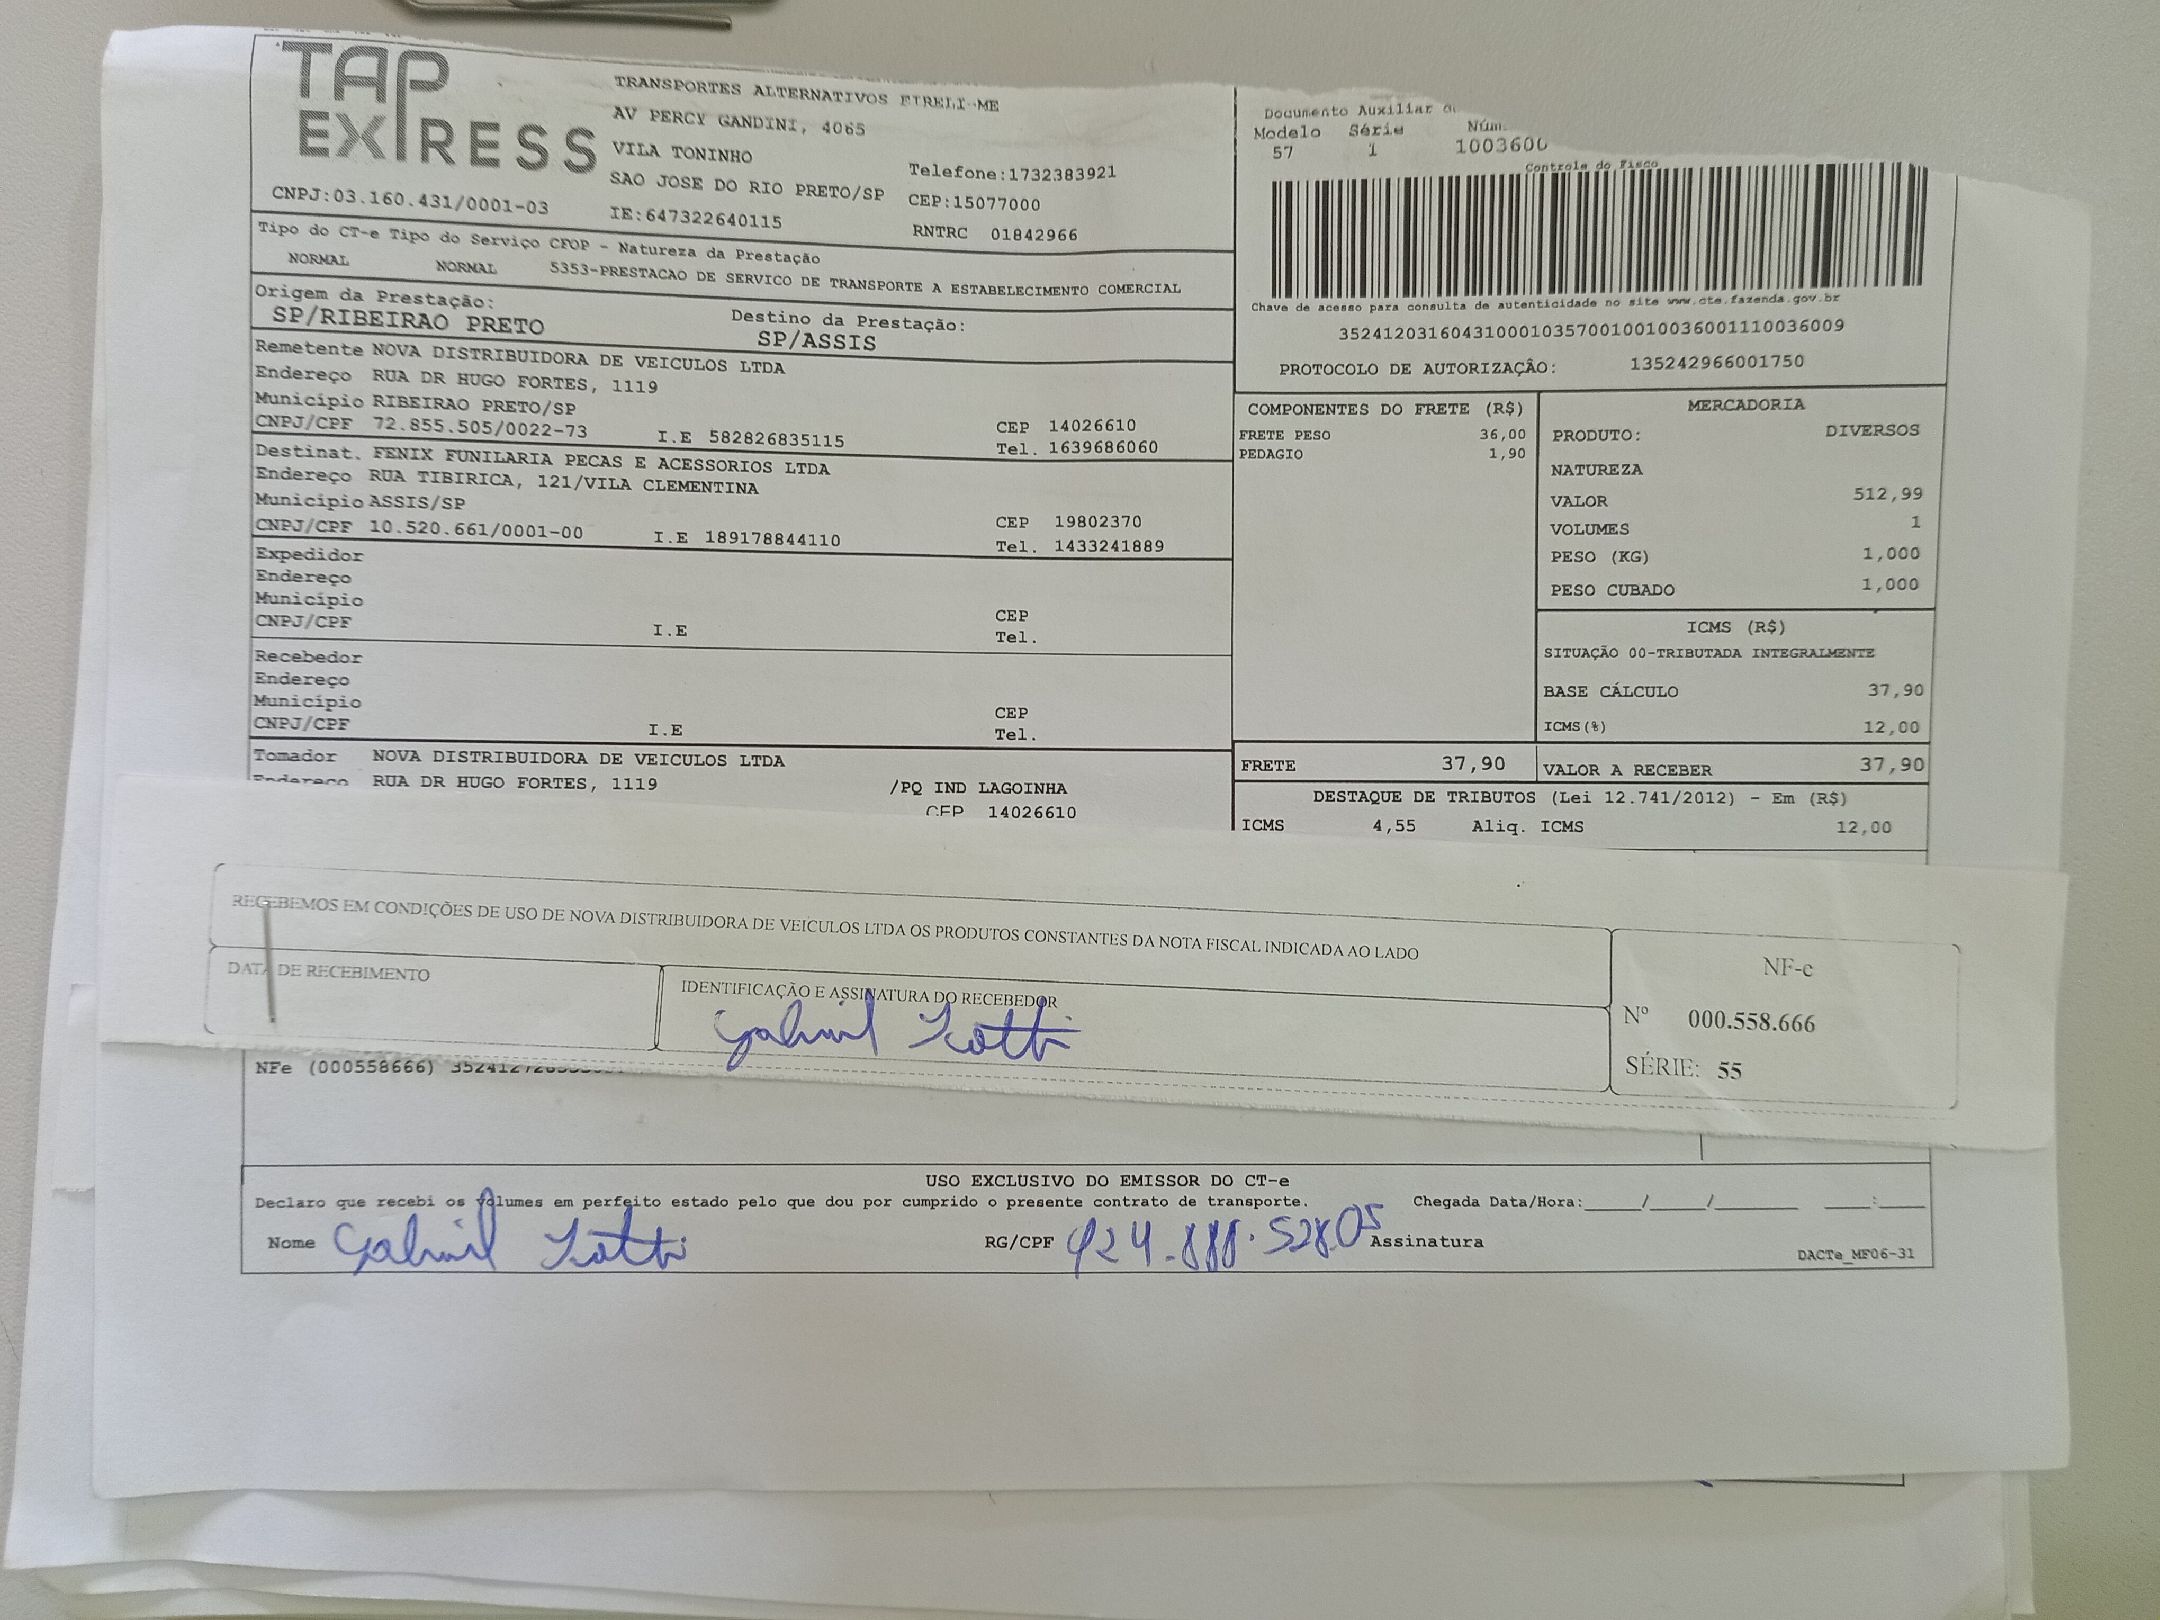 TAP
EXPRESS
CNPJ:03.160.431/0001-03
TRANSPORTES ALTERNATIVOS EIRELI-ME
AV PERCY GANDINI, 4065
VILA TONINHO
SAO JOSE DO RIO PRETO/SP
IE:647322640115
Telefone:1732383921
CEP:15077000
RNTRC 01842966
Documento Auxiliar
Modelo Série Núm.
57 1 1003600
Controle do Fisco
Tipo do CT-e Tipo do Serviço CFOP - Natureza da Prestação
NORMAL NORMAL 5353-PRESTACAO DE SERVICO DE TRANSPORTE A ESTABELECIMENTO COMERCIAL
Chave de acesso para consulta de autenticidade no site www.cte.fazenda.gov.br
35241203160431000103570010010036001110036009
PROTOCOLO DE AUTORIZAÇÂO: 135242966001750
Origem da Prestação:
SP/RIBEIRAO PRETO
Destino da Prestação:
SP/ASSIS
Remetente NOVA DISTRIBUIDORA DE VEICULOS LTDA
Endereço RUA DR HUGO FORTES, 1119
Município RIBEIRAO PRETO/SP CEP 14026610
CNPJ/CPF 72.855.505/0022-73 I.E 582826835115 Tel. 1639686060
Destinat. FENIX FUNILARIA PECAS E ACESSORIOS LTDA
Endereço RUA TIBIRICA, 121/VILA CLEMENTINA
Município ASSIS/SP CEP 19802370
CNPJ/CPF 10.520.661/0001-00 I.E 189178844110 Tel. 1433241889
Expedidor
Endereço
Município CEP
CNPJ/CPF I.E Tel.
Recebedor
Endereço
Município CEP
CNPJ/CPF I.E Tel.
Tomador NOVA DISTRIBUIDORA DE VEICULOS LTDA
Endereço RUA DR HUGO FORTES, 1119 /PQ IND LAGOINHA
CEP 14026610
COMPONENTES DO FRETE (R$)
FRETE PESO 36,00
PEDAGIO 1,90
MERCADORIA
PRODUTO: DIVERSOS
NATUREZA
VALOR 512,99
VOLUMES 1
PESO (KG) 1,000
PESO CUBADO 1,000
ICMS (R$)
SITUAÇÃO 00-TRIBUTADA INTEGRALMENTE
BASE CÁLCULO 37,90
ICMS(%) 12,00
FRETE 37,90 VALOR A RECEBER 37,90
DESTAQUE DE TRIBUTOS (Lei 12.741/2012) - Em (R$)
ICMS 4,55 Aliq. ICMS 12,00
RECEBEMOS EM CONDIÇÕES DE USO DE NOVA DISTRIBUIDORA DE VEICULOS LTDA OS PRODUTOS CONSTANTES DA NOTA FISCAL INDICADA AO LADO
DATA DE RECEBIMENTO
IDENTIFICAÇÃO E ASSINATURA DO RECEBEDOR
NF-e
Nº 000.558.666
SÉRIE: 55
NFe (000558666)
USO EXCLUSIVO DO EMISSOR DO CT-e
Declaro que recebi os volumes em perfeito estado pelo que dou por cumprido o presente contrato de transporte. Chegada Data/Hora:____/____/______ ____:____
Nome Gabriel RG/CPF Assinatura
DACTe_MF06-31